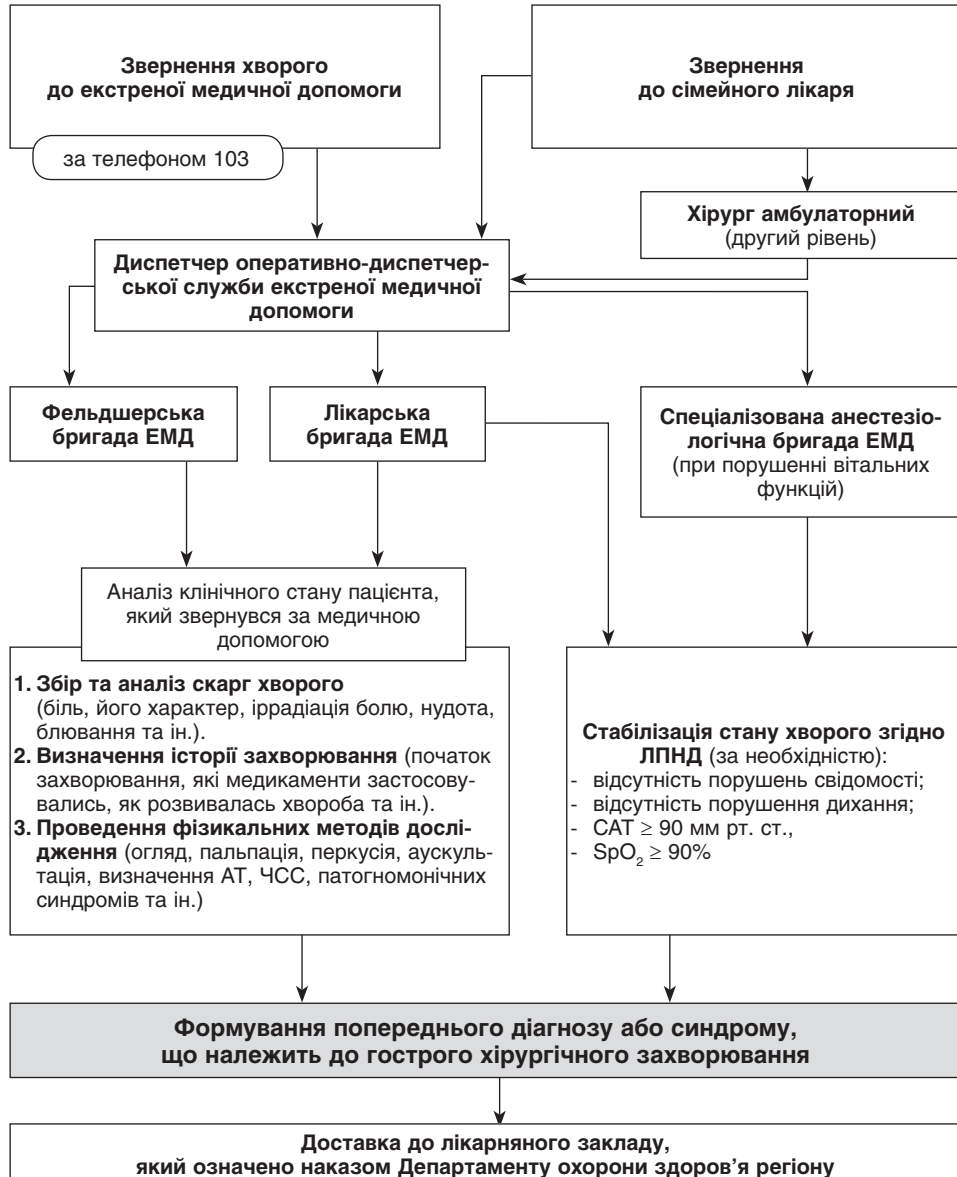 Звернення хворого
до екстреної медичної допомоги
за телефоном 103
Звернення
до сімейного лікаря
Хірург амбулаторний
(другий рівень)
Диспетчер оперативно-диспетчер-
ської служби екстреної медичної
допомоги
Фельдшерська
бригада ЕМД
Лікарська
бригада ЕМД
Спеціалізована анестезіо-
логічна бригада ЕМД
(при порушенні вітальних
функцій)
Аналіз клінічного стану пацієнта,
який звернувся за медичною
допомогою
1. Збір та аналіз скарг хворого
(біль, його характер, іррадіація болю, нудота,
блювання та ін.).
2. Визначення історії захворювання (початок
захворювання, які медикаменти застосову-
вались, як розвивалась хвороба та ін.).
3. Проведення фізикальних методів дослі-
дження (огляд, пальпація, перкусія, аускуль-
тація, визначення АТ, ЧСС, патогномонічних
синдромів та ін.)
Стабілізація стану хворого згідно
ЛПНД (за необхідністю):
- відсутність порушень свідомості;
- відсутність порушення дихання;
- САТ ≥ 90 мм рт. ст.,
- SpO₂ ≥ 90%
Формування попереднього діагнозу або синдрому,
що належить до гострого хірургічного захворювання
Доставка до лікарняного закладу,
який означено наказом Департаменту охорони здоров’я регіону